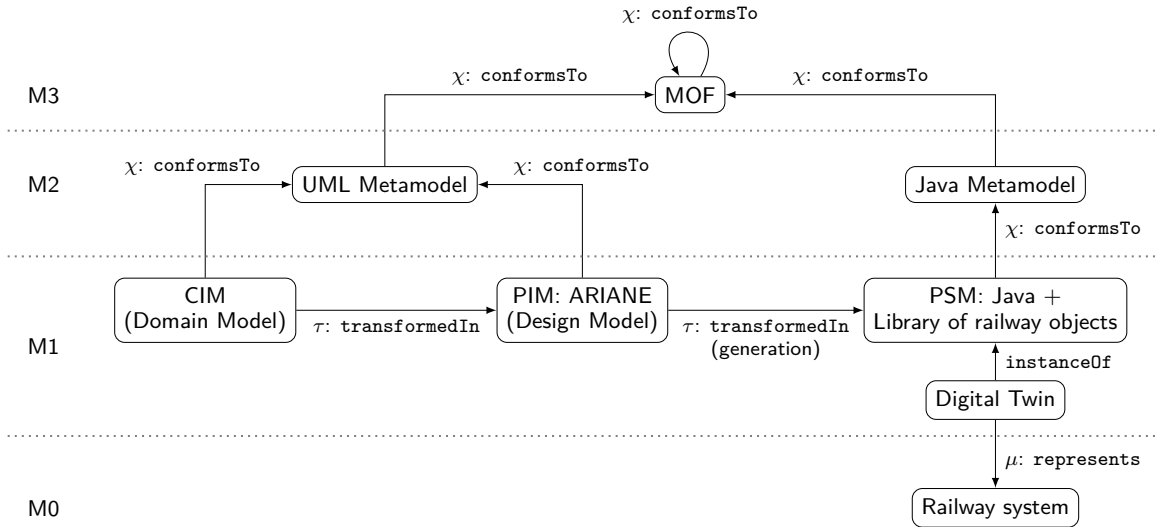 χ: conformsTo
χ: conformsTo
χ: conformsTo
M3
MOF
χ: conformsTo
χ: conformsTo
M2
UML Metamodel
Java Metamodel
χ: conformsTo
CIM
(Domain Model)
PIM: ARIANE
(Design Model)
PSM: Java +
Library of railway objects
τ: transformedIn
τ: transformedIn
(generation)
M1
instanceOf
Digital Twin
μ: represents
M0
Railway system